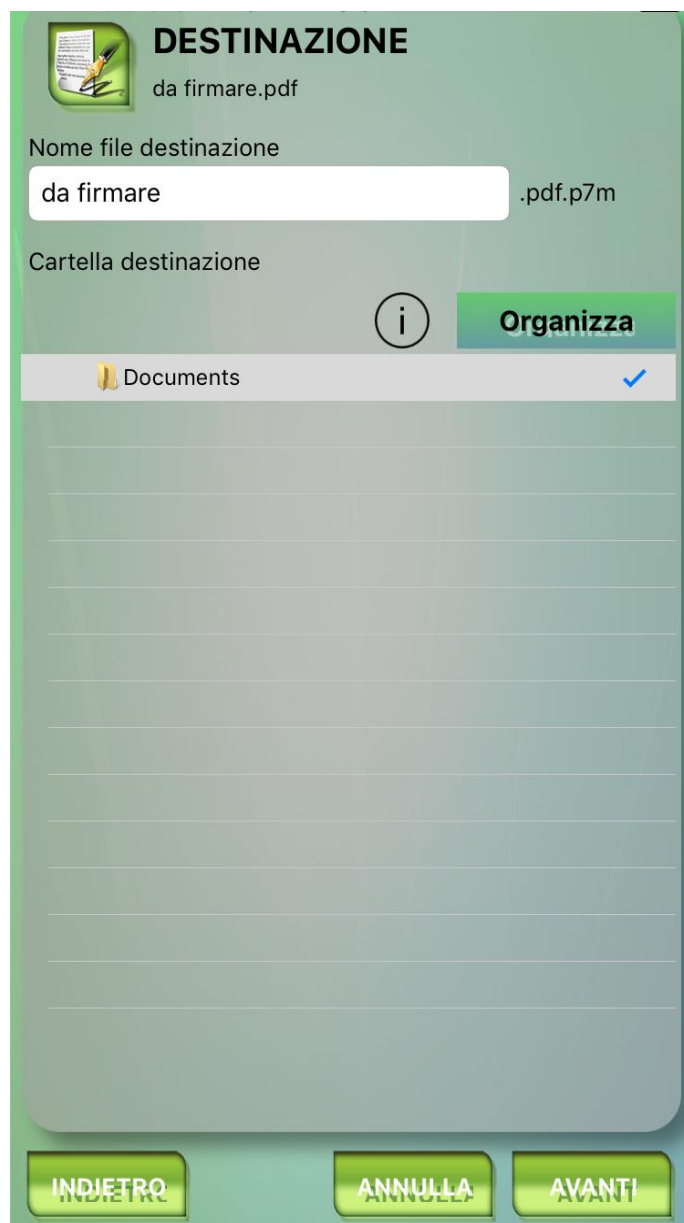 DESTINAZIONE
da firmare.pdf
Nome file destinazione
da firmare .pdf.p7m
Cartella destinazione
i Organizza
Documents
INDIETRO ANNULLA AVANTI